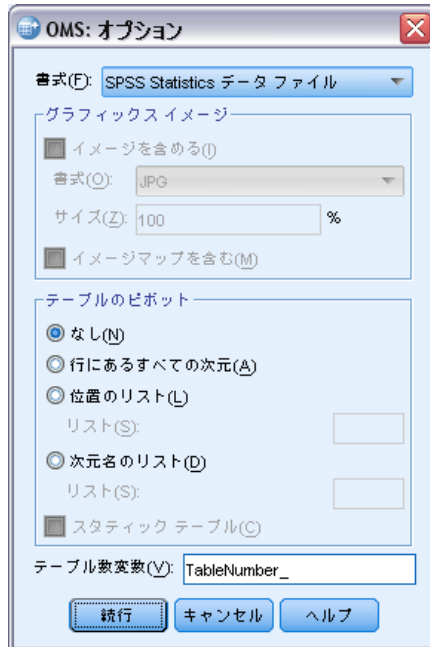 OMS: オプション
書式(F): SPSS Statistics データ ファイル
グラフィックス イメージ
イメージを含める(I)
書式(O): JPG
サイズ(Z): 100 %
イメージマップを含む(M)
テーブルのピボット
なし(N)
行にあるすべての次元(A)
位置のリスト(L)
リスト(S):
次元名のリスト(D)
リスト(S):
スタティック テーブル(C)
テーブル数変数(V): TableNumber_
続行 キャンセル ヘルプ